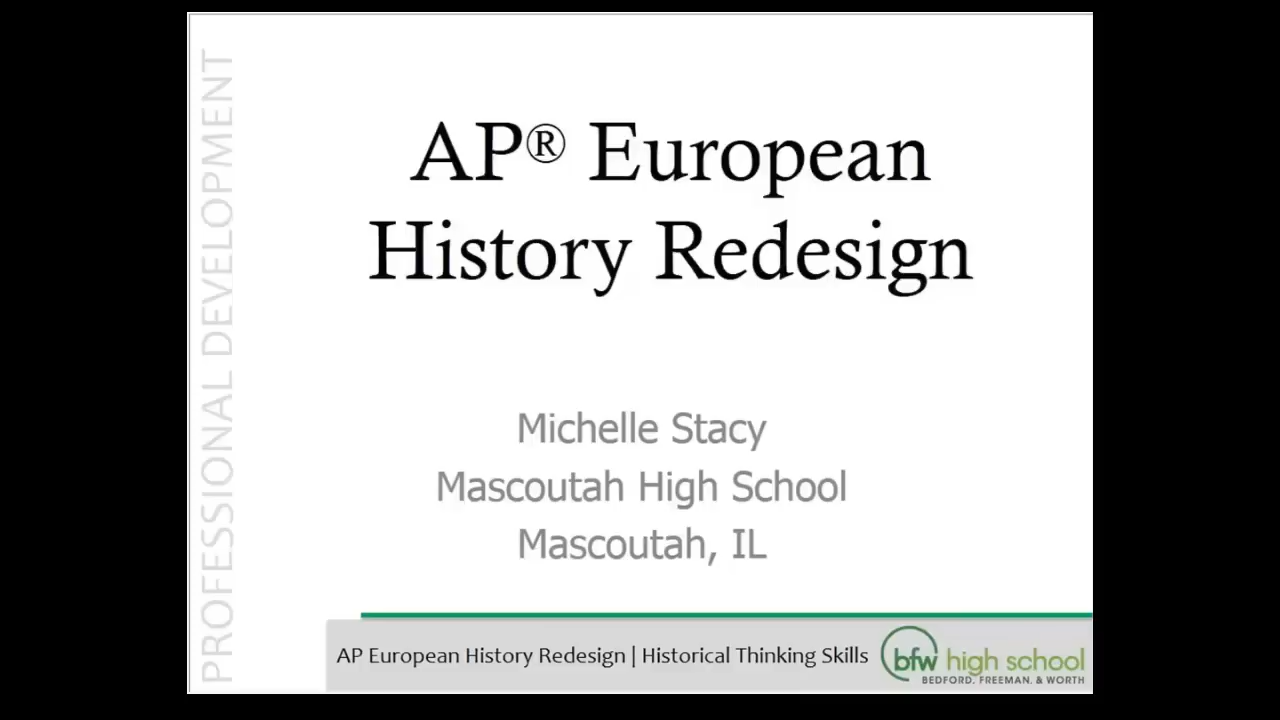 PROFESSIONAL DEVELOPMENT
AP® European
History Redesign
Michelle Stacy
Mascoutah High School
Mascoutah, IL
AP European History Redesign | Historical Thinking Skills
bfw high school
BEDFORD, FREEMAN, & WORTH